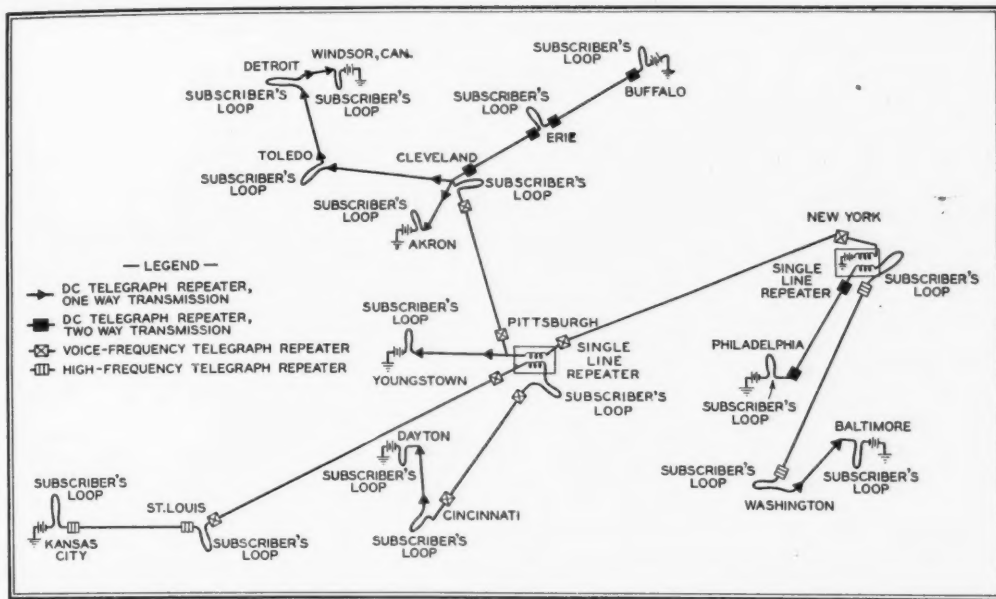 WINDSOR, CAN.
DETROIT
SUBSCRIBER'S
LOOP
SUBSCRIBER'S
LOOP
SUBSCRIBER'S
LOOP
BUFFALO
SUBSCRIBER'S
LOOP
ERIE
TOLEDO
SUBSCRIBER'S
LOOP
CLEVELAND
SUBSCRIBER'S
LOOP
SUBSCRIBER'S
LOOP
AKRON
NEW YORK
SINGLE
LINE
REPEATER
SUBSCRIBER'S
LOOP
— LEGEND —
DC TELEGRAPH REPEATER,
ONE WAY TRANSMISSION
DC TELEGRAPH REPEATER,
TWO WAY TRANSMISSION
VOICE-FREQUENCY TELEGRAPH REPEATER
HIGH-FREQUENCY TELEGRAPH REPEATER
SUBSCRIBER'S
LOOP
YOUNGSTOWN
PITTSBURGH
SINGLE
LINE
REPEATER
SUBSCRIBER'S
LOOP
PHILADELPHIA
SUBSCRIBER'S
LOOP
BALTIMORE
SUBSCRIBER'S
LOOP
SUBSCRIBER'S
LOOP
WASHINGTON
DAYTON
SUBSCRIBER'S
LOOP
CINCINNATI
SUBSCRIBER'S
LOOP
SUBSCRIBER'S
LOOP
KANSAS
CITY
ST. LOUIS
SUBSCRIBER'S
LOOP